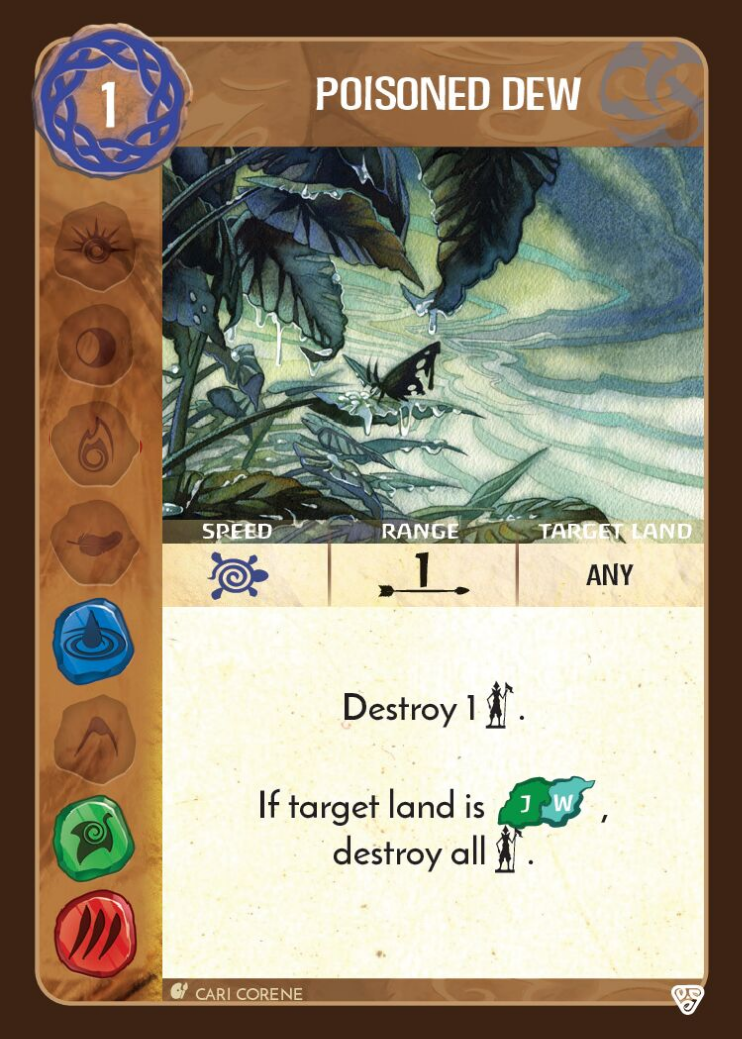 1
POISONED DEW
SPEED RANGE TARGET LAND
1 ANY
Destroy 1 .
If target land is J W ,
destroy all .
CARI CORENE